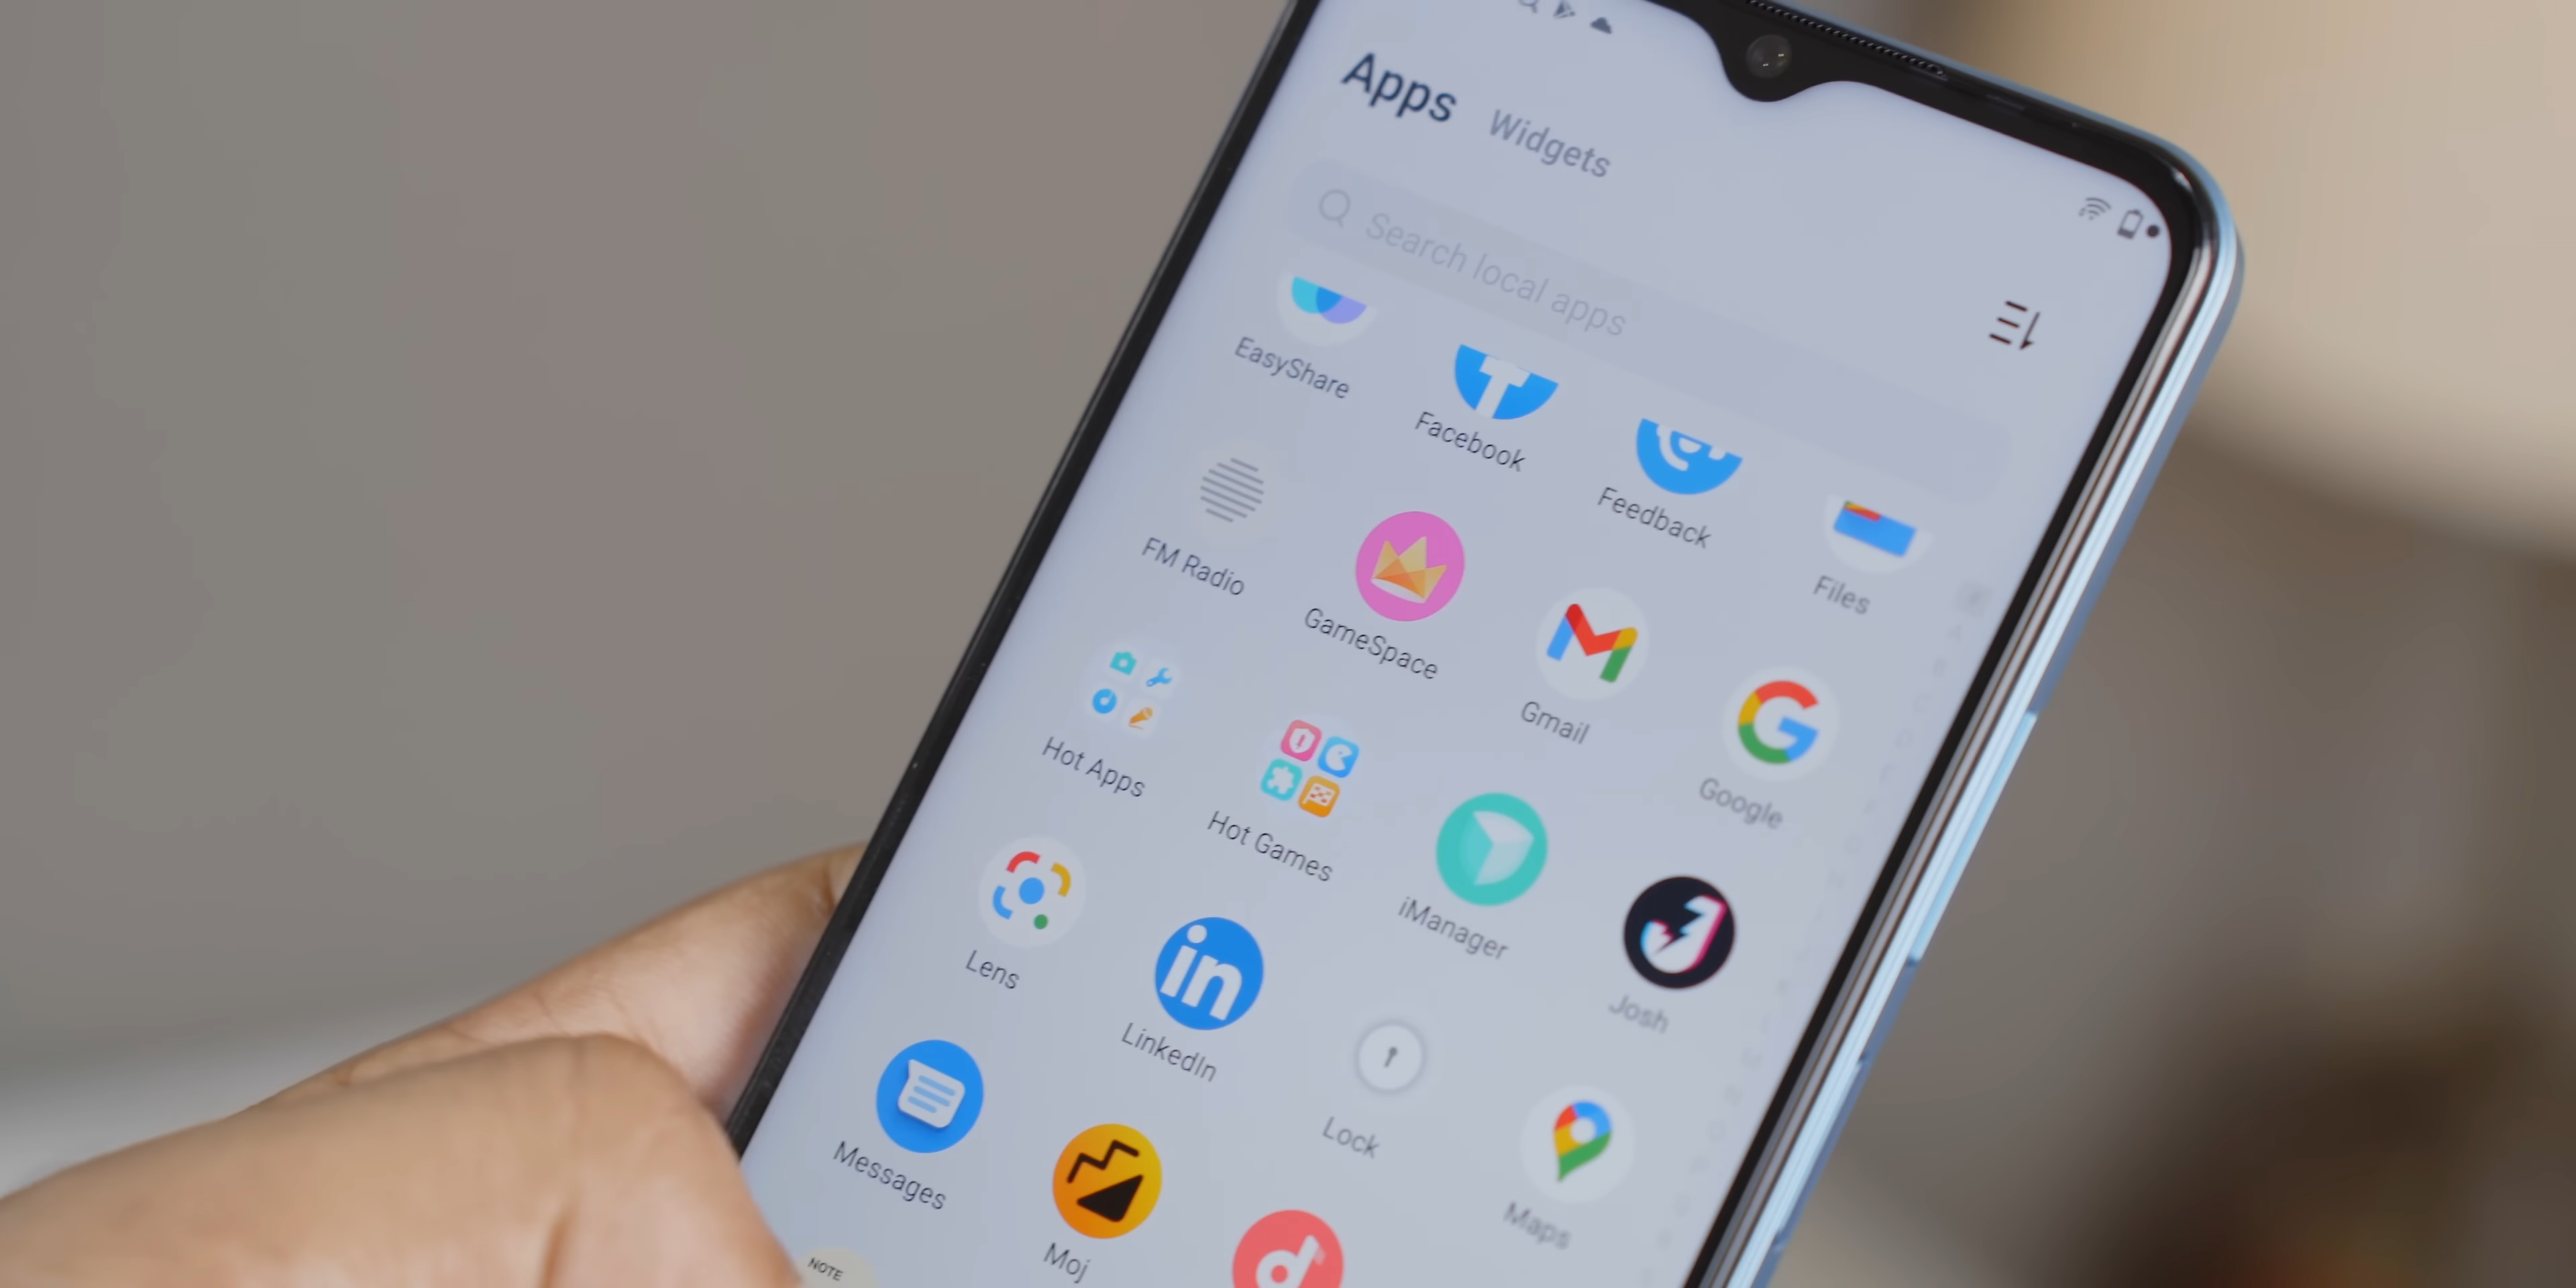 Apps Widgets
Search local apps
EasyShare
Facebook
Feedback
Files
FM Radio
GameSpace
Gmail
Google
Hot Apps
Hot Games
iManager
Josh
Lens
in
LinkedIn
Lock
Maps
Messages
Moj
NOTE